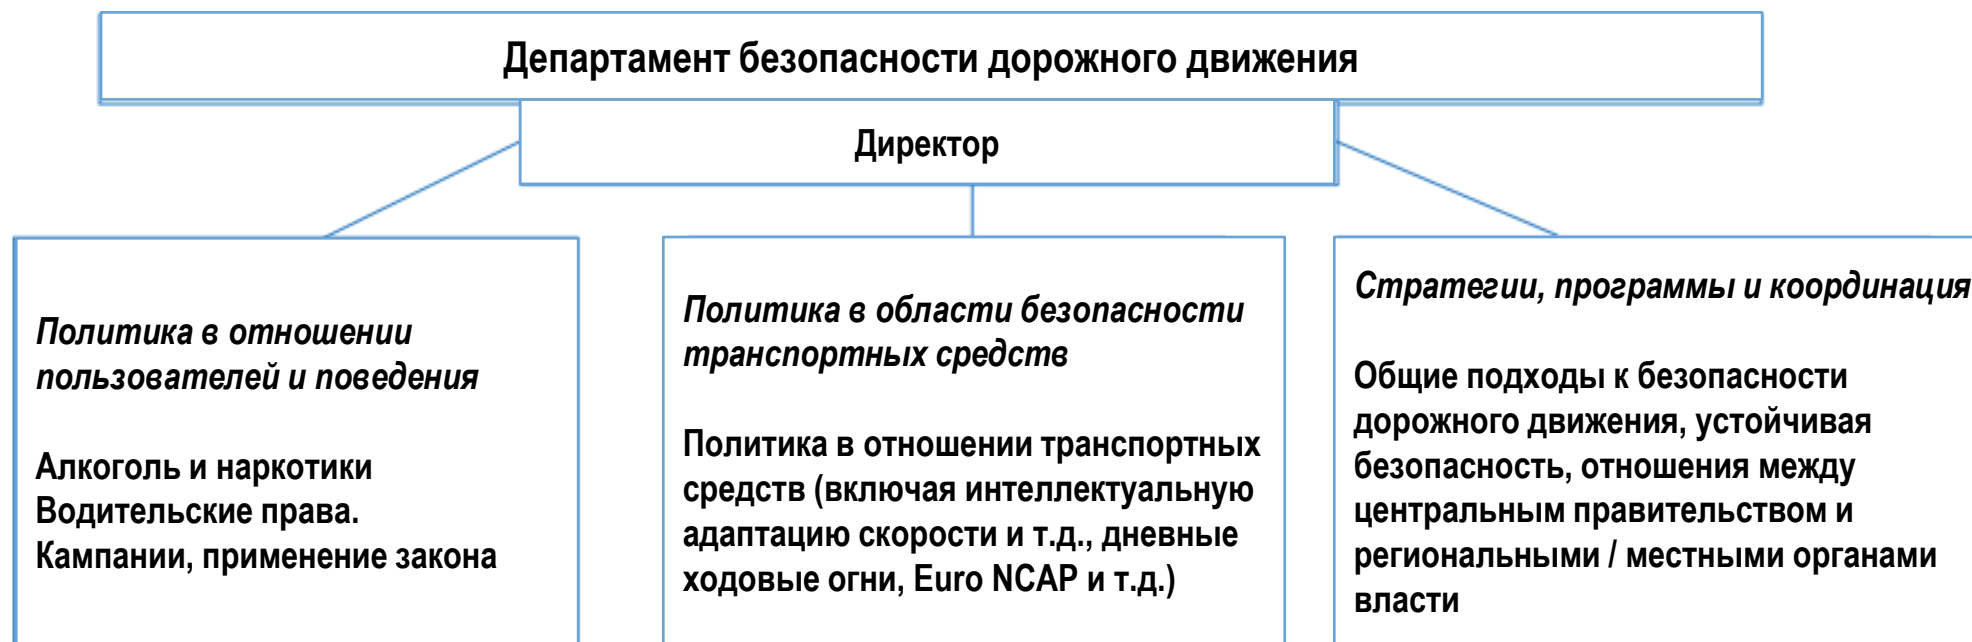 Департамент безопасности дорожного движения
Директор
Политика в отношении
пользователей и поведения
Алкоголь и наркотики
Водительские права.
Кампании, применение закона
Политика в области безопасности
транспортных средств
Политика в отношении транспортных
средств (включая интеллектуальную
адаптацию скорости и т.д., дневные
ходовые огни, Euro NCAP и т.д.)
Стратегии, программы и координация
Общие подходы к безопасности
дорожного движения, устойчивая
безопасность, отношения между
центральным правительством и
региональными / местными органами
власти